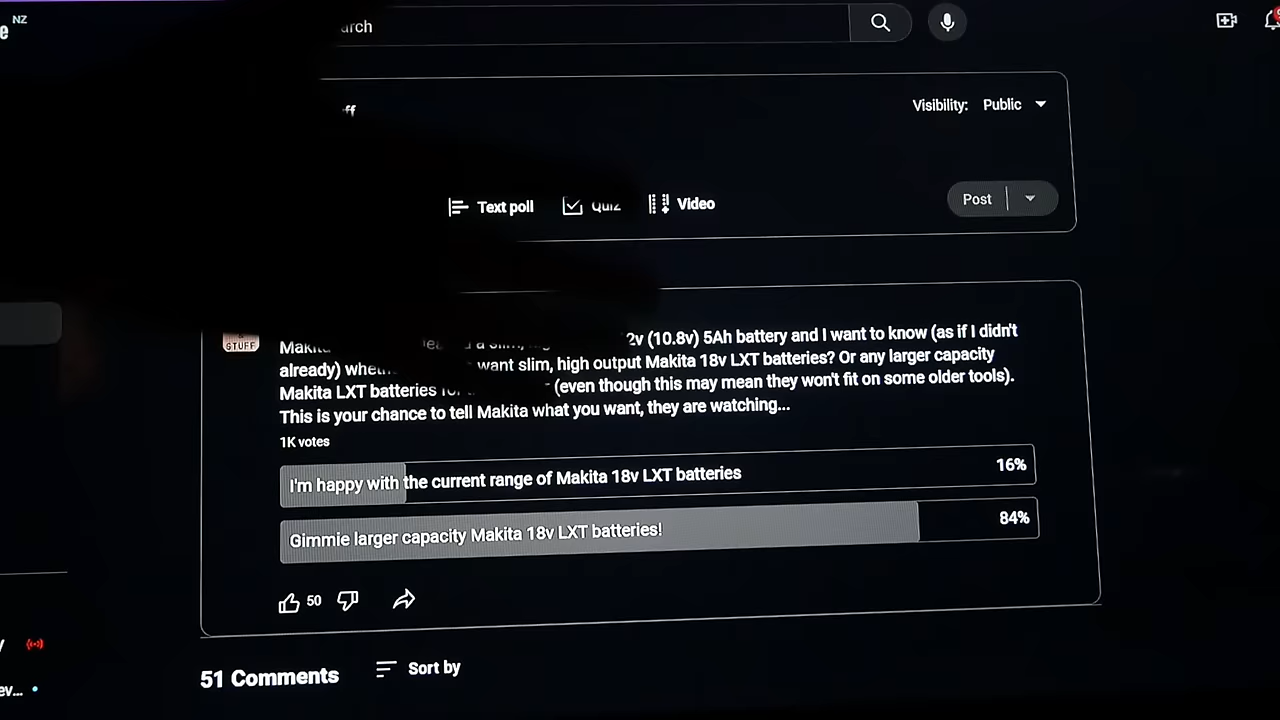 NZ
e
arch
ff
Visibility: Public
Text poll
Quiz
Video
Post
STUFF
2v (10.8v) 5Ah battery and I want to know (as if I didn't
already) want slim, high output Makita 18v LXT batteries? Or any larger capacity
Makita LXT batteries (even though this may mean they won't fit on some older tools).
This is your chance to tell Makita what you want, they are watching...
1K votes
I'm happy with the current range of Makita 18v LXT batteries
16%
Gimmie larger capacity Makita 18v LXT batteries!
84%
50
51 Comments
Sort by
ev...